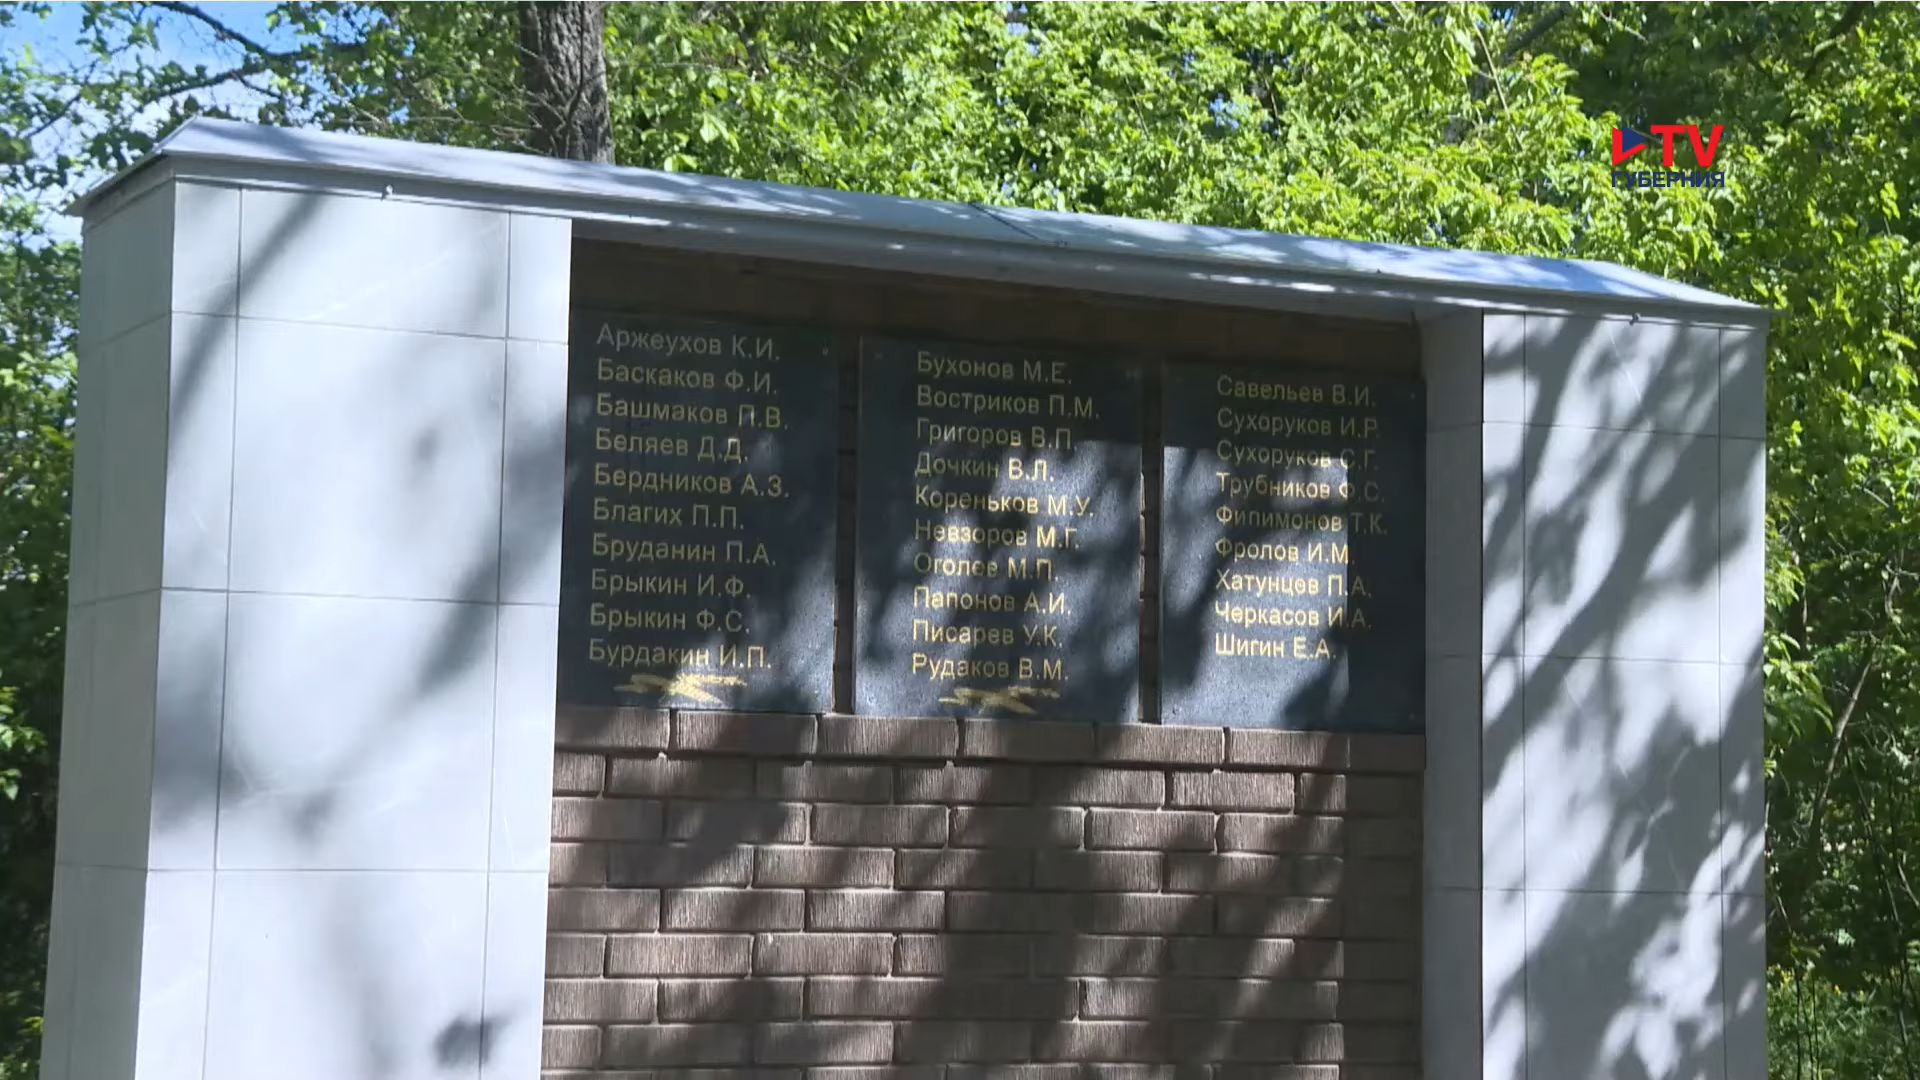 TV
ГУБЕРНИЯ
Аржеухов К.И.
Баскаков Ф.И.
Башмаков П.В.
Беляев Д.Д.
Бердников А.З.
Благих П.П.
Бруданин П.А.
Брыкин И.Ф.
Брыкин Ф.С.
Бурдакин И.П.
Бухонов М.Е.
Востриков П.М.
Григоров В.П.
Дочкин В.Л.
Кореньков М.У.
Невзоров М.Г.
Оголев М.П.
Папонов А.И.
Писарев У.К.
Рудаков В.М.
Савельев В.И.
Сухоруков И.Р.
Сухоруков С.Г.
Трубников Ф.С.
Филимонов Т.К.
Фролов И.М.
Хатунцев П.А.
Черкасов И.А.
Шигин Е.А.